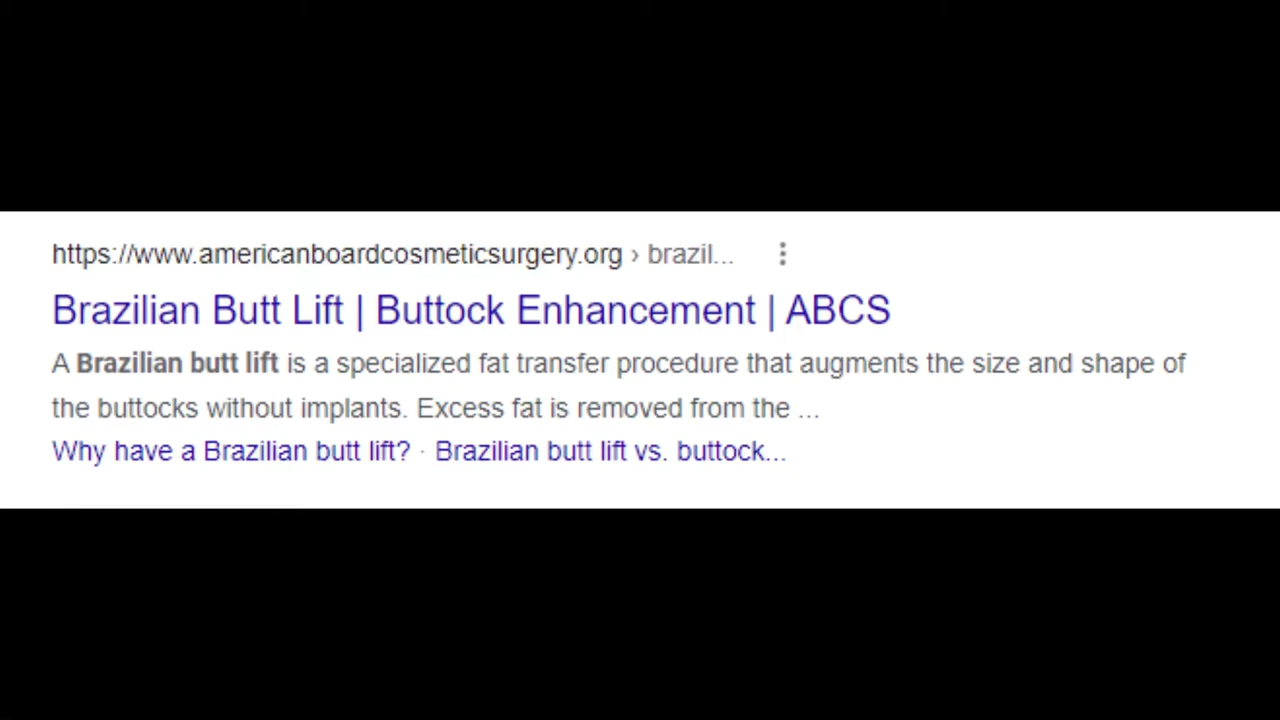 https://www.americanboardcosmeticsurgery.org › brazil...
Brazilian Butt Lift | Buttock Enhancement | ABCS
A Brazilian butt lift is a specialized fat transfer procedure that augments the size and shape of
the buttocks without implants. Excess fat is removed from the ...
Why have a Brazilian butt lift? · Brazilian butt lift vs. buttock...